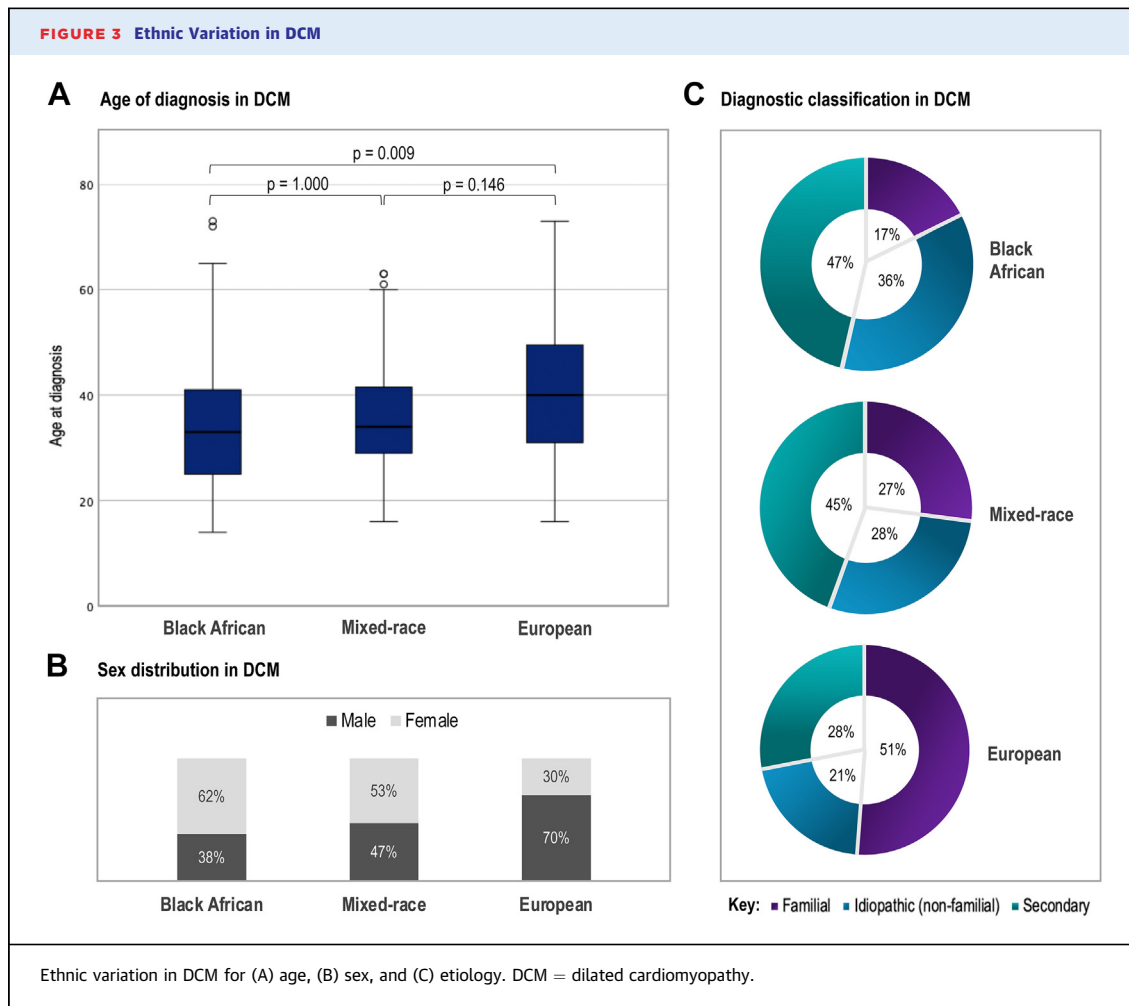 FIGURE 3 Ethnic Variation in DCM
A Age of diagnosis in DCM
p = 0.009
p = 1.000
p = 0.146
80
60
40
20
0
Age at diagnosis
Black African
Mixed-race
European
B Sex distribution in DCM
Male
Female
62%
53%
30%
38%
47%
70%
Black African
Mixed-race
European
C Diagnostic classification in DCM
17%
47%
36%
Black
African
27%
45%
28%
Mixed-race
28%
51%
21%
European
Key: Familial Idiopathic (non-familial) Secondary
Ethnic variation in DCM for (A) age, (B) sex, and (C) etiology. DCM = dilated cardiomyopathy.